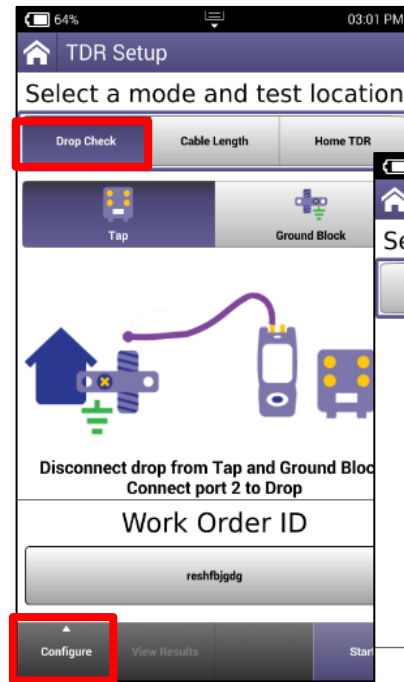 64%
03:01 PM
TDR Setup
Select a mode and test location
Drop Check
Cable Length
Home TDR
Tap
Ground Block
Se
Disconnect drop from Tap and Ground Bloc
Connect port 2 to Drop
Work Order ID
reshfbjgdg
Configure
View Results
Star